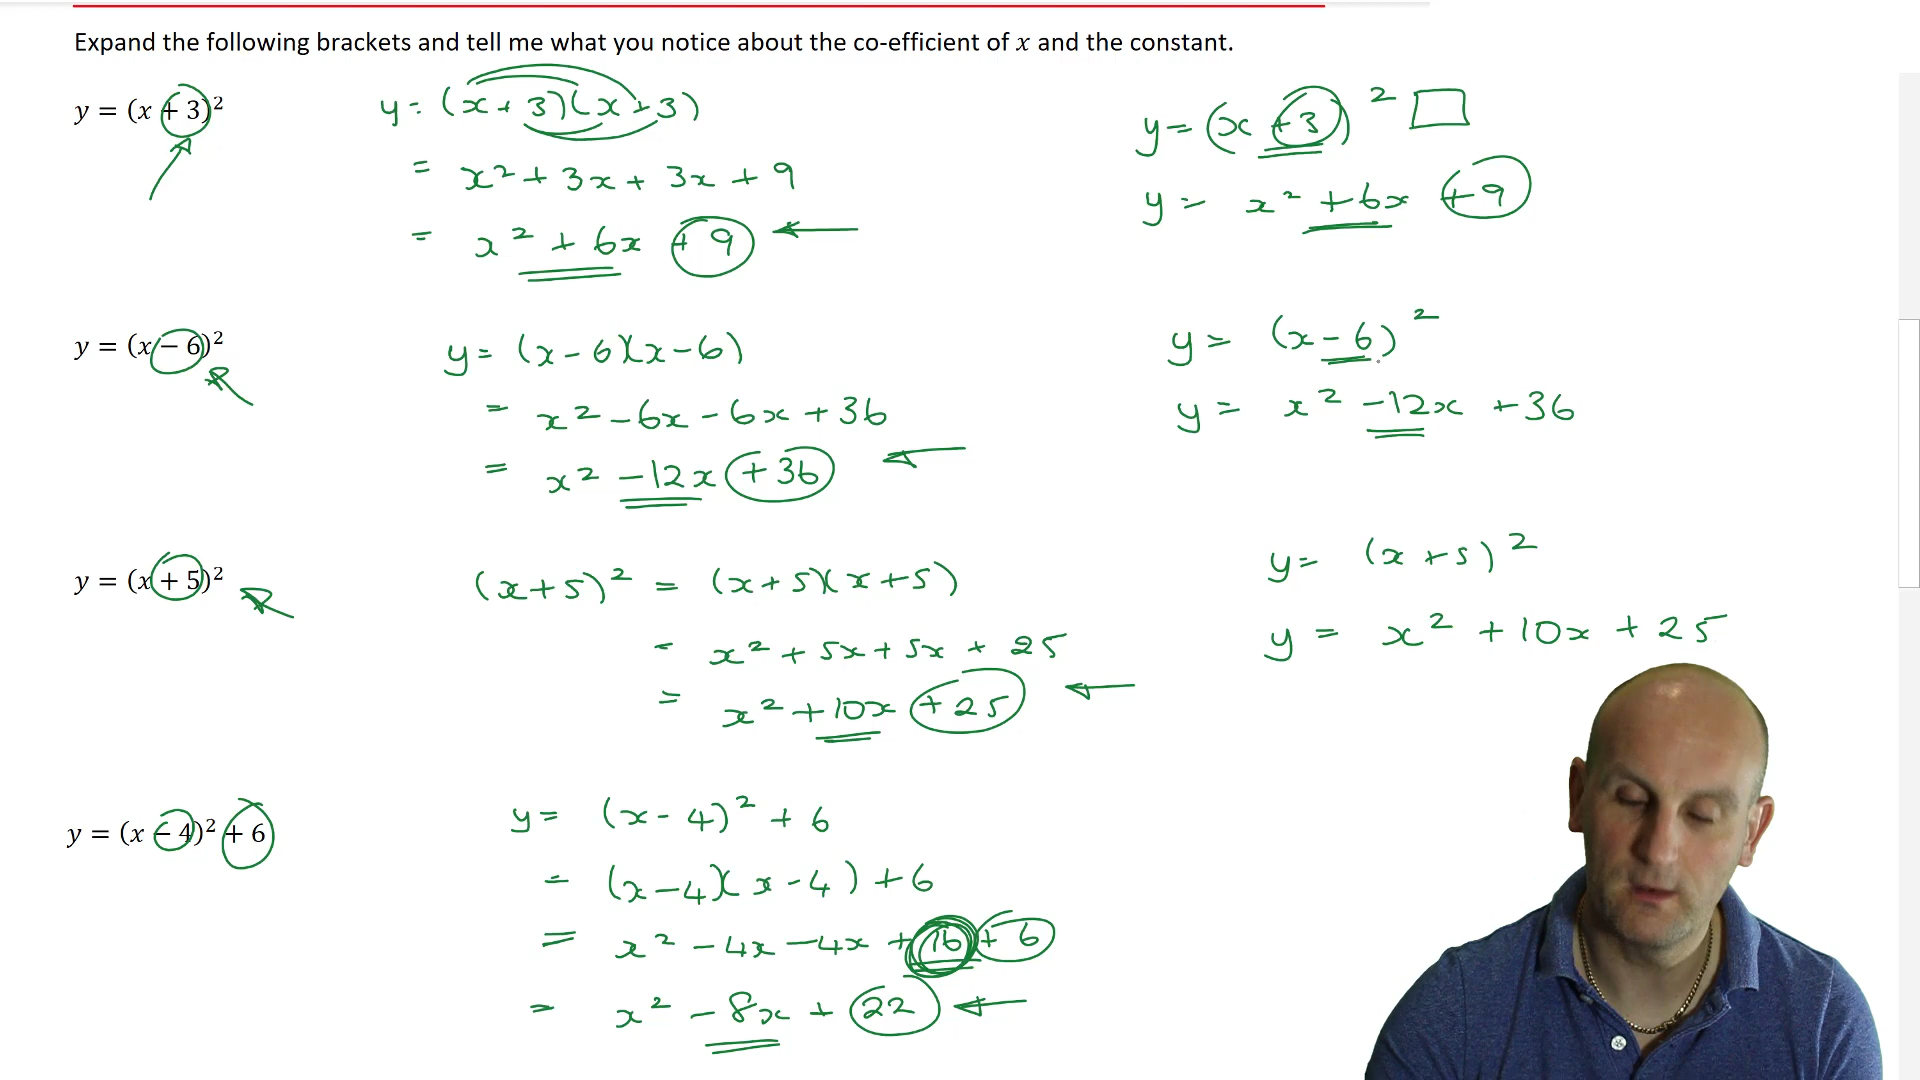 Expand the following brackets and tell me what you notice about the co-efficient of x and the constant.
y = (x + 3)²
y = (x + 3)(x + 3)
= x² + 3x + 3x + 9
= x² + 6x + 9
y = (x + 3)²
y = x² + 6x + 9
y = (x − 6)²
y = (x − 6)(x − 6)
= x² − 6x − 6x + 36
= x² − 12x + 36
y = (x − 6)²
y = x² − 12x + 36
y = (x + 5)²
(x + 5)² = (x + 5)(x + 5)
= x² + 5x + 5x + 25
= x² + 10x + 25
y = (x + 5)²
y = x² + 10x + 25
y = (x − 4)² + 6
y = (x − 4)² + 6
= (x − 4)(x − 4) + 6
= x² − 4x − 4x + 16 + 6
= x² − 8x + 22